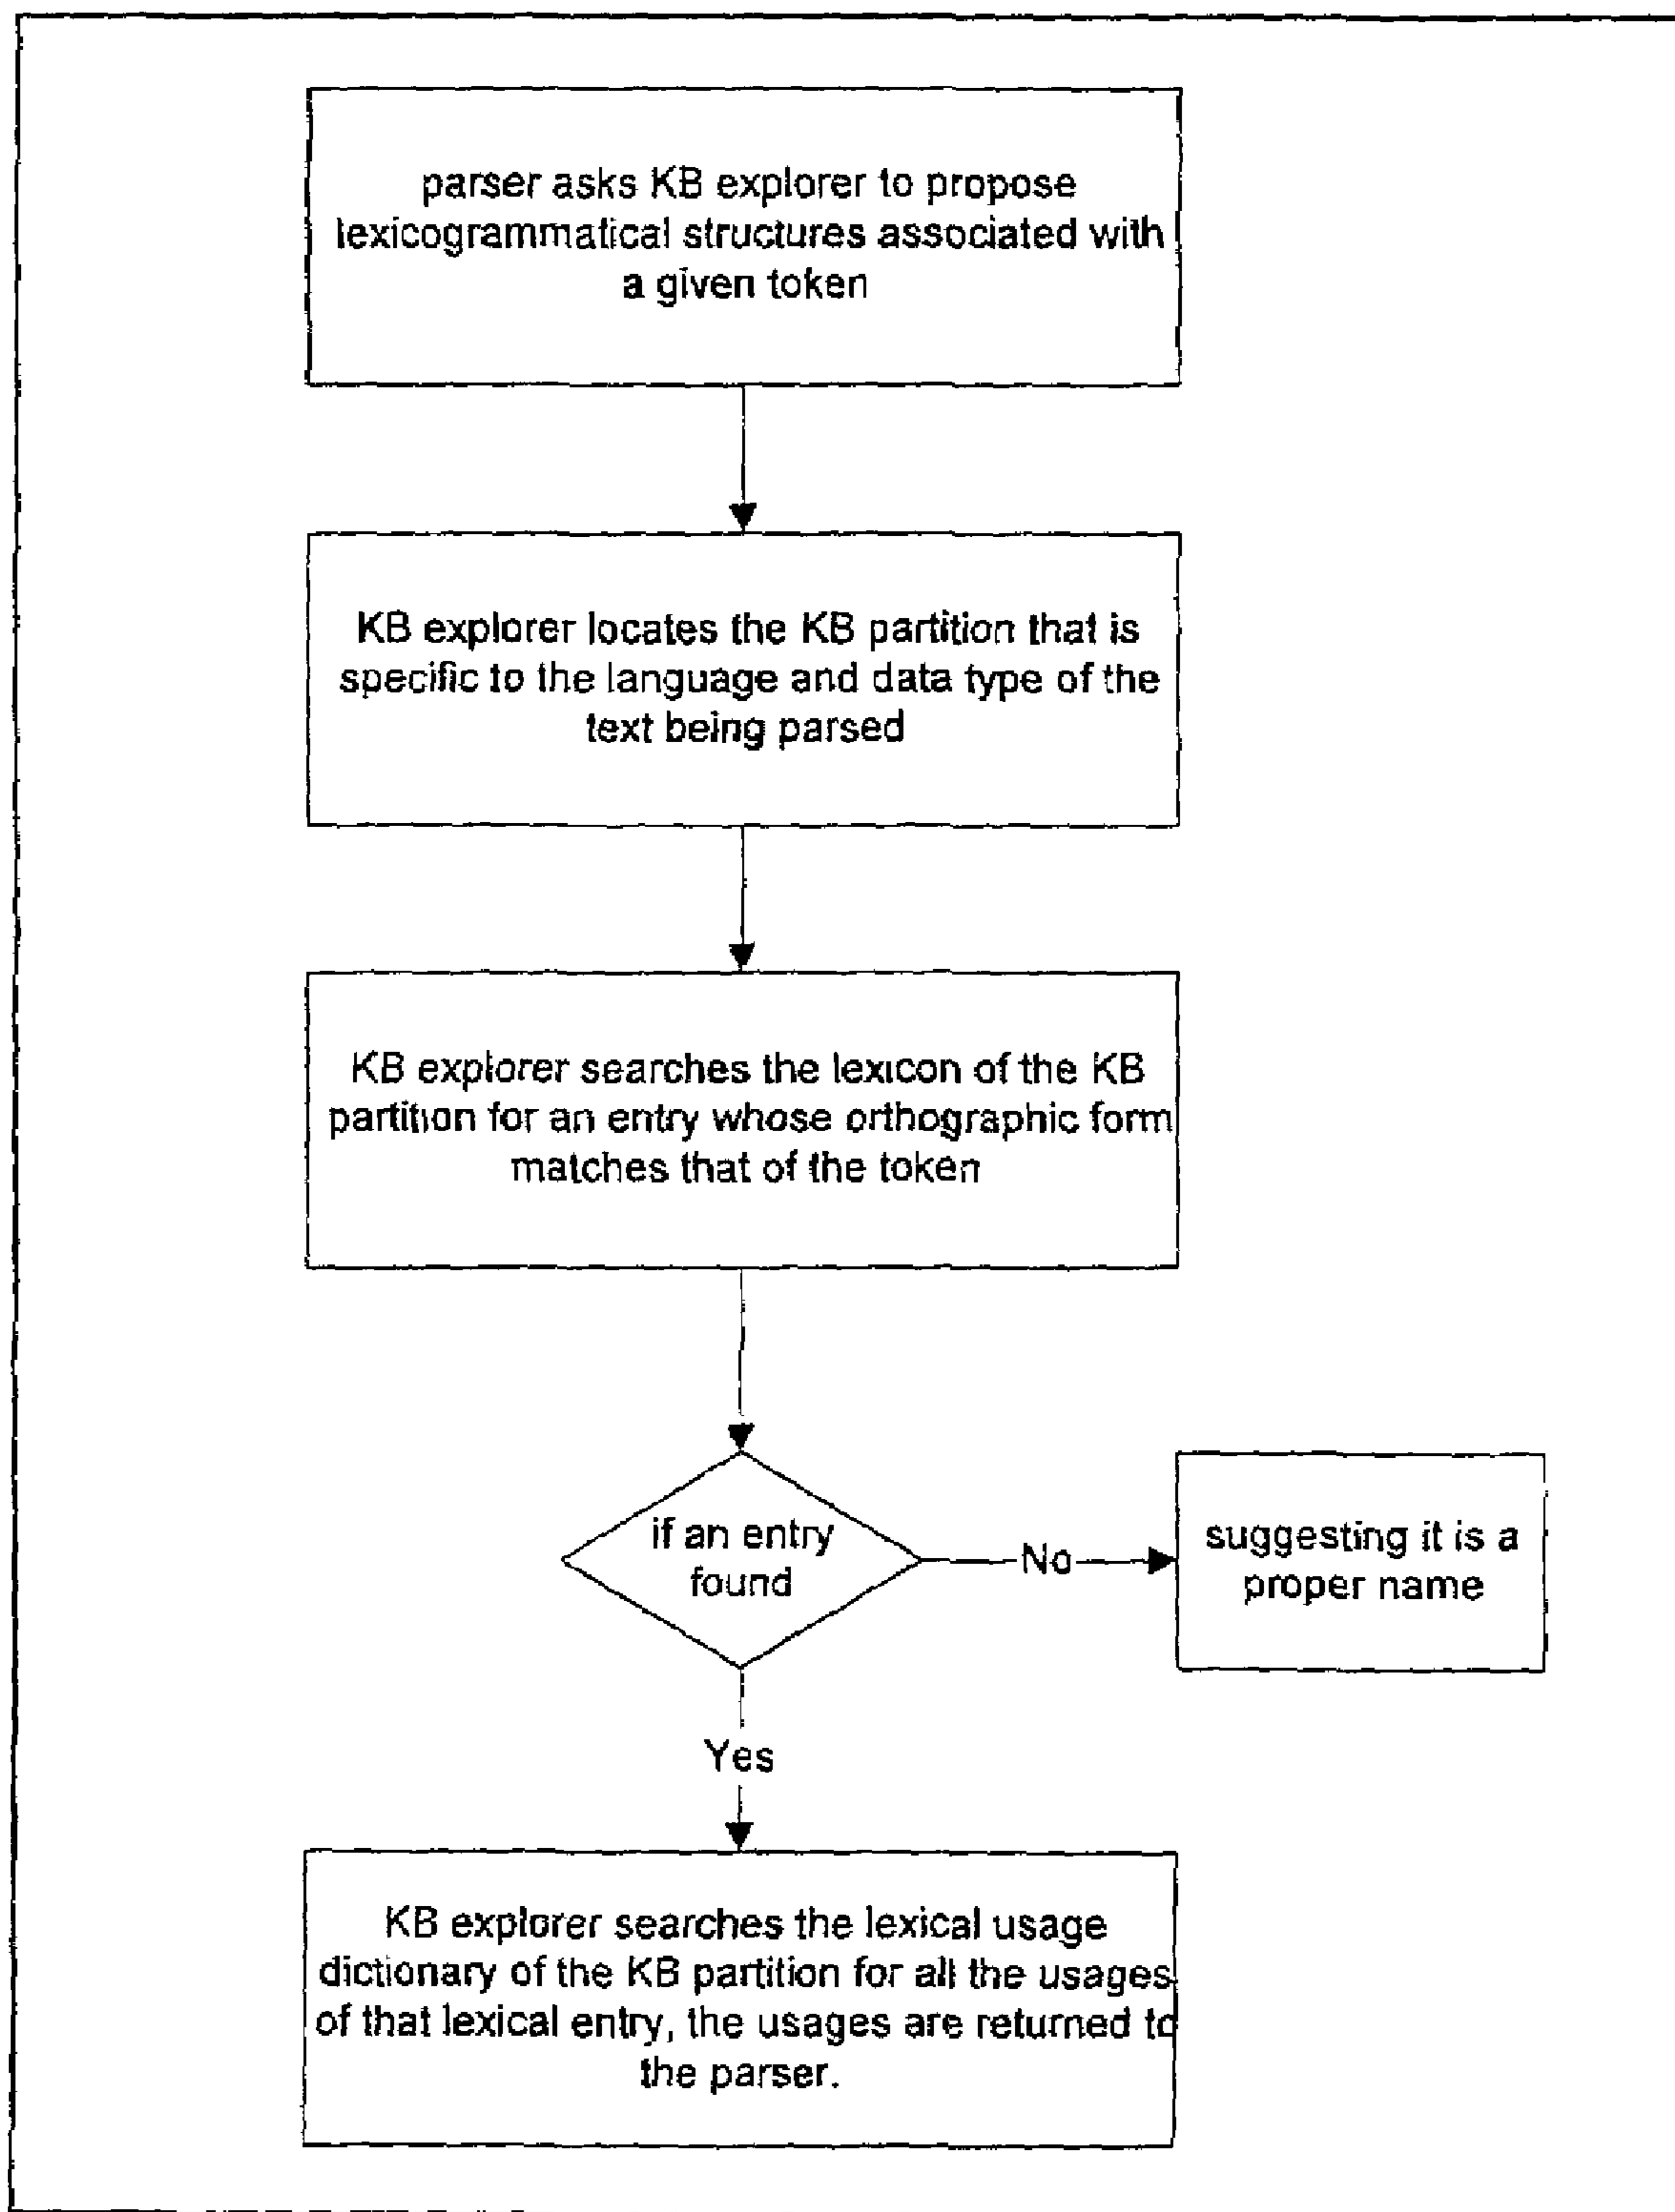 parser asks KB explorer to propose
lexicogrammatical structures associated with
a given token
KB explorer locates the KB partition that is
specific to the language and data type of the
text being parsed
KB explorer searches the lexicon of the KB
partition for an entry whose orthographic form
matches that of the token
if an entry
found
No
suggesting it is a
proper name
Yes
KB explorer searches the lexical usage
dictionary of the KB partition for all the usages
of that lexical entry, the usages are returned to
the parser.